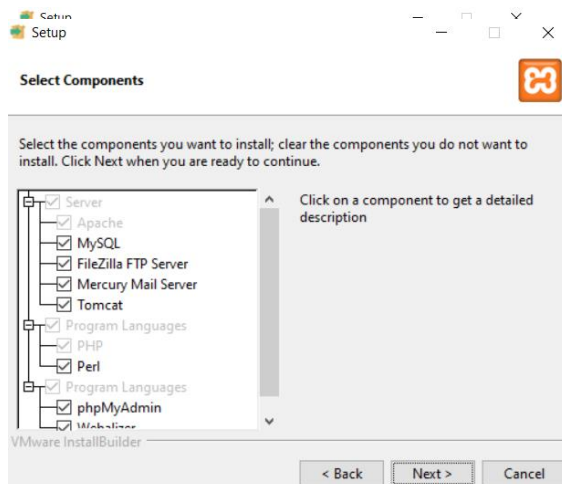 Setup
Setup
Select Components
Select the components you want to install; clear the components you do not want to
install. Click Next when you are ready to continue.
Server
Apache
MySQL
FileZilla FTP Server
Mercury Mail Server
Tomcat
Program Languages
PHP
Perl
Program Languages
phpMyAdmin
Webalizer
Click on a component to get a detailed
description
VMware InstallBuilder
< Back
Next >
Cancel